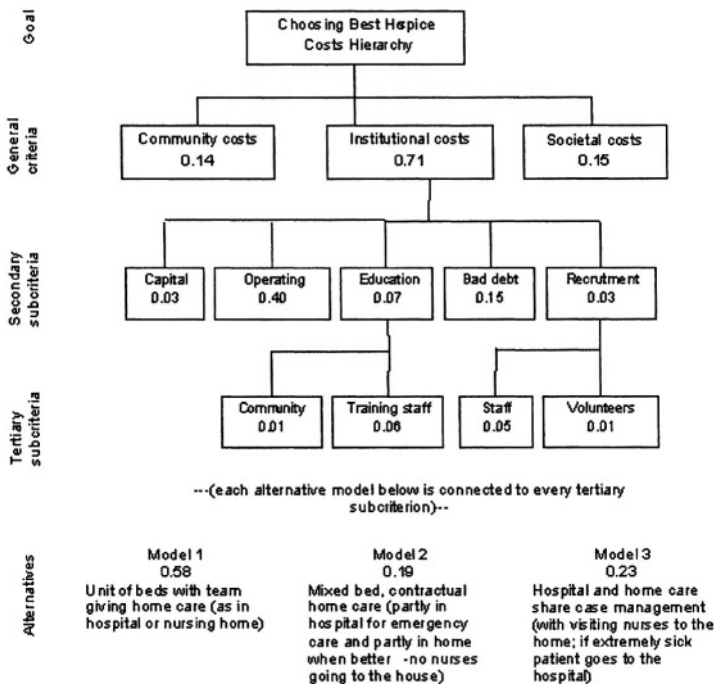 Goal
Choosing Best Hospice
Costs Hierarchy
General
criteria
Community costs
0.14
Institutional costs
0.71
Societal costs
0.15
Secondary
subcriteria
Capital
0.03
Operating
0.40
Education
0.07
Bad debt
0.15
Recrutment
0.03
Tertiary
subcriteria
Community
0.01
Training staff
0.06
Staff
0.05
Volunteers
0.01
---(each alternative model below is connected to every tertiary
subcriterion)--
Alternatives
Model 1
0.58
Unit of beds with team
giving home care (as in
hospital or nursing home)
Model 2
0.19
Mixed bed, contractual
home care (partly in
hospital for emergency
care and partly in home
when better -no nurses
going to the house)
Model 3
0.23
Hospital and home care
share case management
(with visiting nurses to the
home; if extremely sick
patient goes to the
hospital)